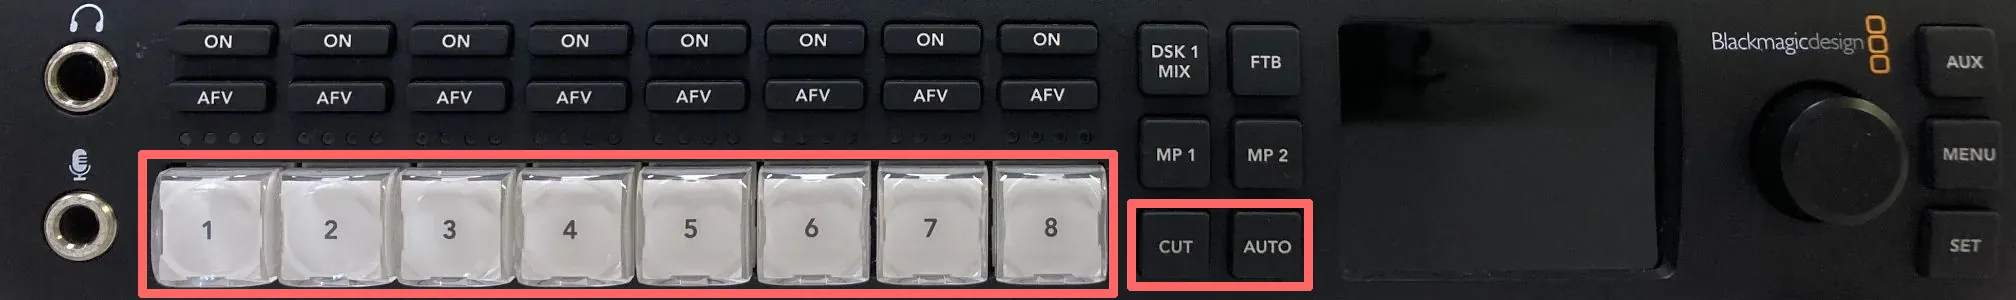 ON ON ON ON ON ON ON ON
AFV AFV AFV AFV AFV AFV AFV AFV
1 2 3 4 5 6 7 8
DSK 1
MIX
FTB
MP 1 MP 2
CUT AUTO
Blackmagicdesign
AUX
MENU
SET